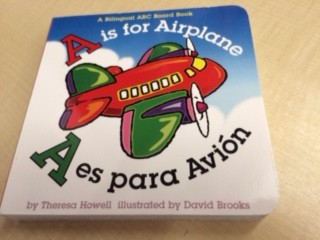 A Bilingual ABC Board Book
A is for Airplane
A es para Avión
by Theresa Howell illustrated by David Brooks